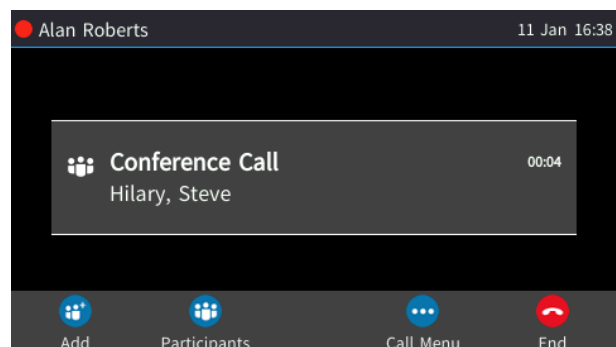 Alan Roberts 11 Jan 16:38
Conference Call 00:04
Hilary, Steve
Add Participants Call Menu End